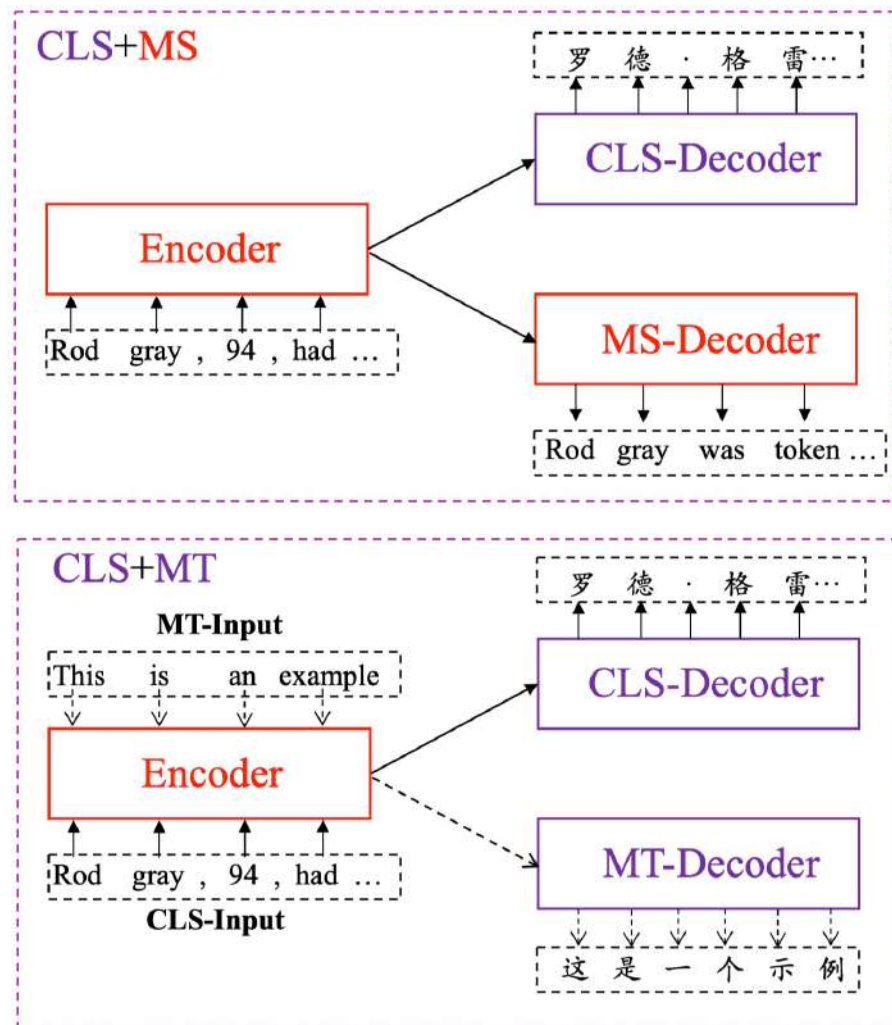 CLS+MS
罗 德 · 格 雷…
CLS-Decoder
Encoder
Rod gray , 94 , had …
MS-Decoder
Rod gray was token …
CLS+MT
罗 德 · 格 雷…
MT-Input
This is an example
CLS-Decoder
Encoder
Rod gray , 94 , had …
CLS-Input
MT-Decoder
这 是 一 个 示 例